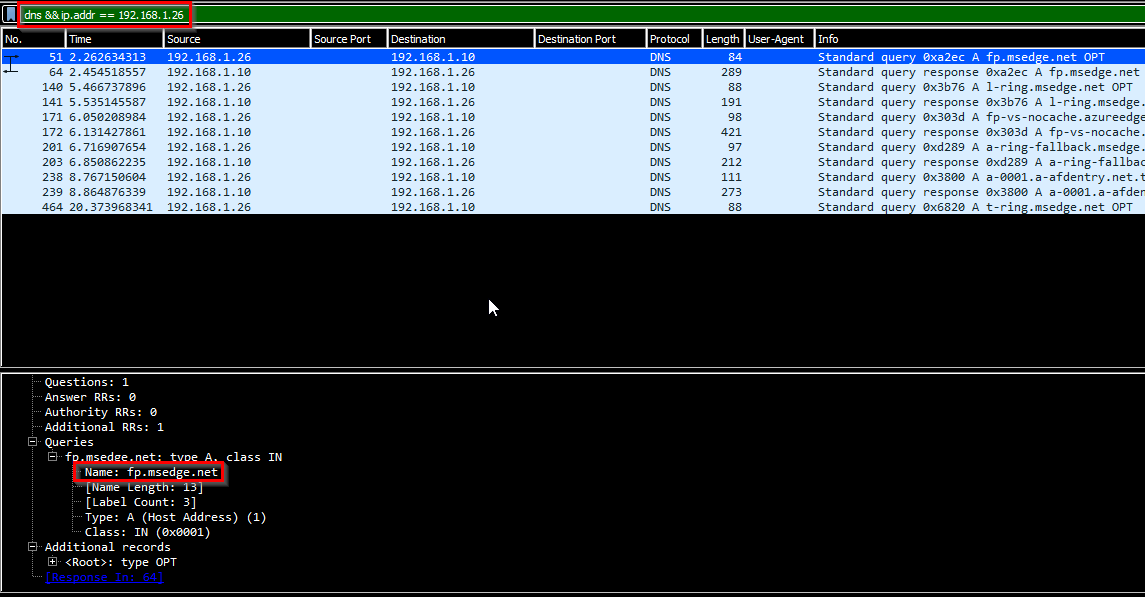 dns && ip.addr == 192.168.1.26
No. Time Source Source Port Destination Destination Port Protocol Length User-Agent Info
51 2.262634313 192.168.1.26 192.168.1.10 DNS 84 Standard query 0xa2ec A fp.msedge.net OPT
64 2.454518557 192.168.1.10 192.168.1.26 DNS 289 Standard query response 0xa2ec A fp.msedge.net
140 5.466737896 192.168.1.26 192.168.1.10 DNS 88 Standard query 0x3b76 A l-ring.msedge.net OPT
141 5.535145587 192.168.1.10 192.168.1.26 DNS 191 Standard query response 0x3b76 A l-ring.msedge.
171 6.050208984 192.168.1.26 192.168.1.10 DNS 98 Standard query 0x303d A fp-vs-nocache.azureedge
172 6.131427861 192.168.1.10 192.168.1.26 DNS 421 Standard query response 0x303d A fp-vs-nocache.
201 6.716907654 192.168.1.26 192.168.1.10 DNS 97 Standard query 0xd289 A a-ring-fallback.msedge.
203 6.850862235 192.168.1.10 192.168.1.26 DNS 212 Standard query response 0xd289 A a-ring-fallbac
238 8.767150604 192.168.1.26 192.168.1.10 DNS 111 Standard query 0x3800 A a-0001.a-afdentry.net.t
239 8.864876339 192.168.1.10 192.168.1.26 DNS 273 Standard query response 0x3800 A a-0001.a-afden
464 20.373968341 192.168.1.26 192.168.1.10 DNS 88 Standard query 0x6820 A t-ring.msedge.net OPT
Questions: 1
Answer RRs: 0
Authority RRs: 0
Additional RRs: 1
Queries
fp.msedge.net: type A, class IN
Name: fp.msedge.net
[Name Length: 13]
[Label Count: 3]
Type: A (Host Address) (1)
Class: IN (0x0001)
Additional records
<Root>: type OPT
[Response In: 64]